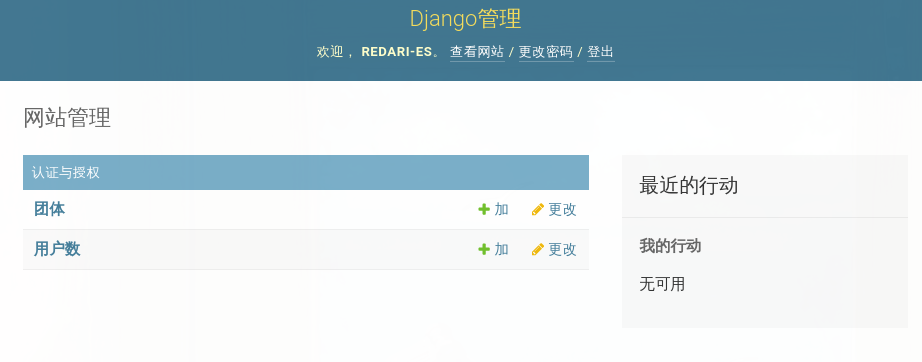 Django管理
欢迎， REDARI-ES。 查看网站 / 更改密码 / 登出
网站管理
认证与授权
团体 加 更改
用户数 加 更改
最近的行动
我的行动
无可用